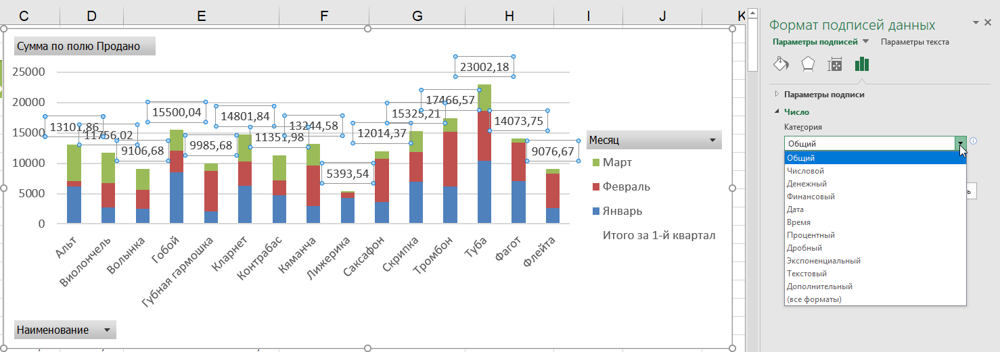 C D E F G H I J K
Сумма по полю Продано
25000
20000
15000
10000
5000
0
13101,86
11756,02
9106,68
15500,04
9985,68
14801,84
11351,98
13244,58
5393,54
12014,37
15325,21
17466,57
23002,18
14073,75
9076,67
Альт
Виолончель
Волынка
Гобой
Губная гармошка
Кларнет
Контрабас
Кяманча
Лижерика
Саксафон
Скрипка
Тромбон
Туба
Фагот
Флейта
Месяц
Март
Февраль
Январь
Итого за 1-й квартал
Наименование
Формат подписей данных
Параметры подписей Параметры текста
Параметры подписи
Число
Категория
Общий
Общий
Числовой
Денежный
Финансовый
Дата
Время
Процентный
Дробный
Экспоненциальный
Текстовый
Дополнительный
(все форматы)